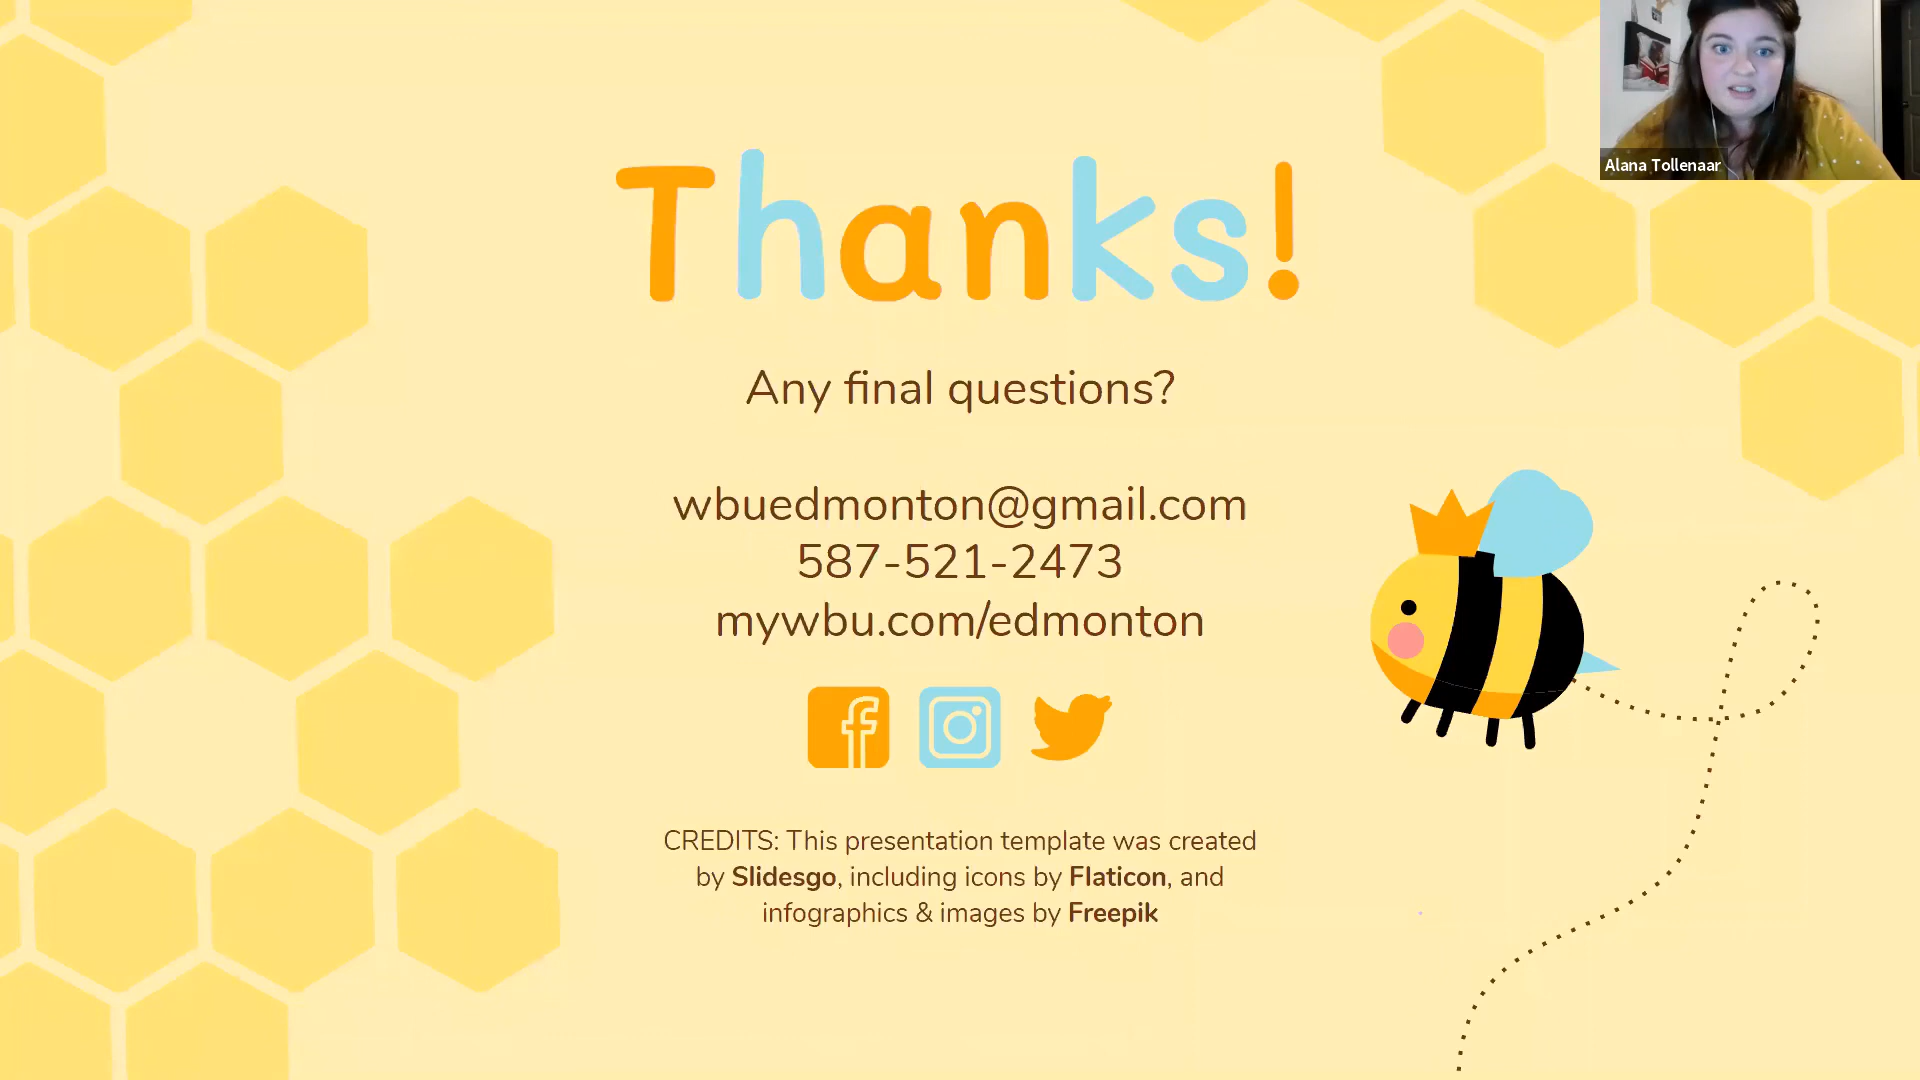 Alana Tollenaar
Thanks!
Any final questions?
wbuedmonton@gmail.com
587-521-2473
mywbu.com/edmonton
CREDITS: This presentation template was created
by Slidesgo, including icons by Flaticon, and
infographics & images by Freepik